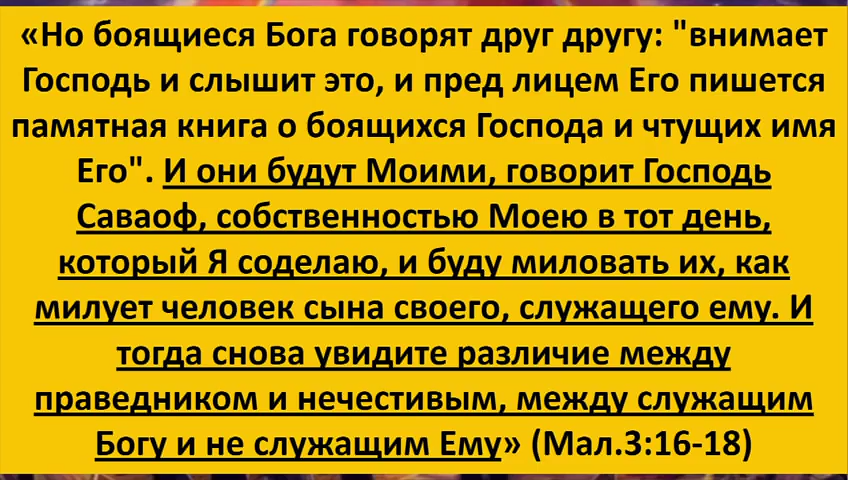 «Но боящиеся Бога говорят друг другу: "внимает
Господь и слышит это, и пред лицем Его пишется
памятная книга о боящихся Господа и чтущих имя
Его". И они будут Моими, говорит Господь
Саваоф, собственностью Моею в тот день,
который Я соделаю, и буду миловать их, как
милует человек сына своего, служащего ему. И
тогда снова увидите различие между
праведником и нечестивым, между служащим
Богу и не служащим Ему» (Мал.3:16-18)